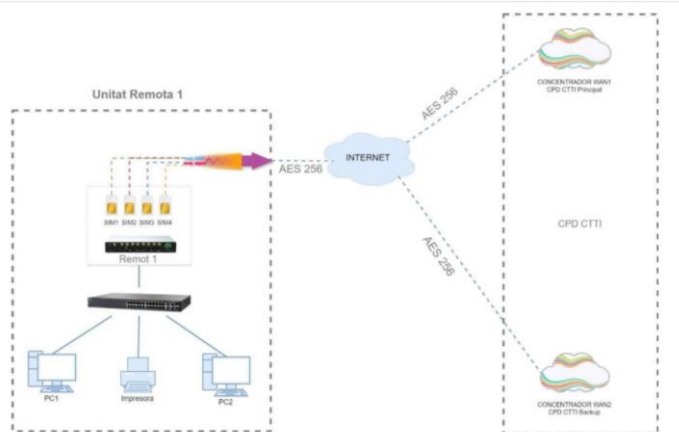 Unitat Remota 1
SIM1 SIM2 SIM3 SIM4
Remot 1
PC1
Impresora
PC2
AES 256
INTERNET
AES 256
AES 256
CONCENTRADOR WAN1
CPD CTTI Principal
CPD CTTI
CONCENTRADOR WAN2
CPD CTTI Backup